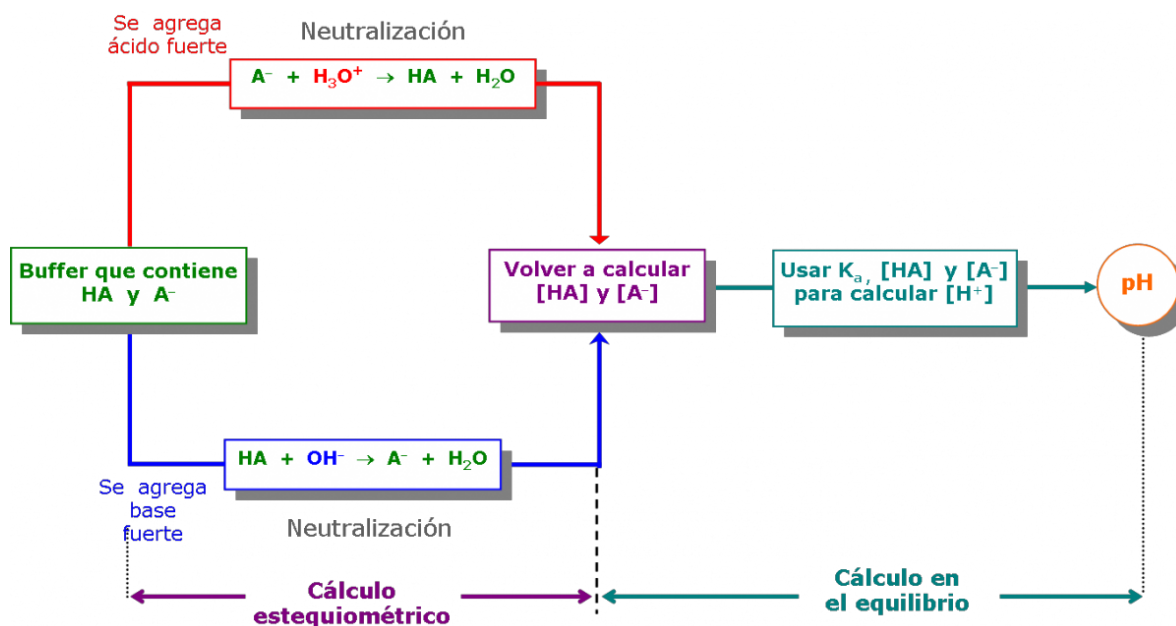 Se agrega
ácido fuerte
Neutralización
A⁻ + H₃O⁺ → HA + H₂O
Buffer que contiene
HA y A⁻
Volver a calcular
[HA] y [A⁻]
Usar Kₐ, [HA] y [A⁻]
para calcular [H⁺]
pH
HA + OH⁻ → A⁻ + H₂O
Se agrega
base
fuerte
Neutralización
Cálculo
estequiométrico
Cálculo en
el equilibrio